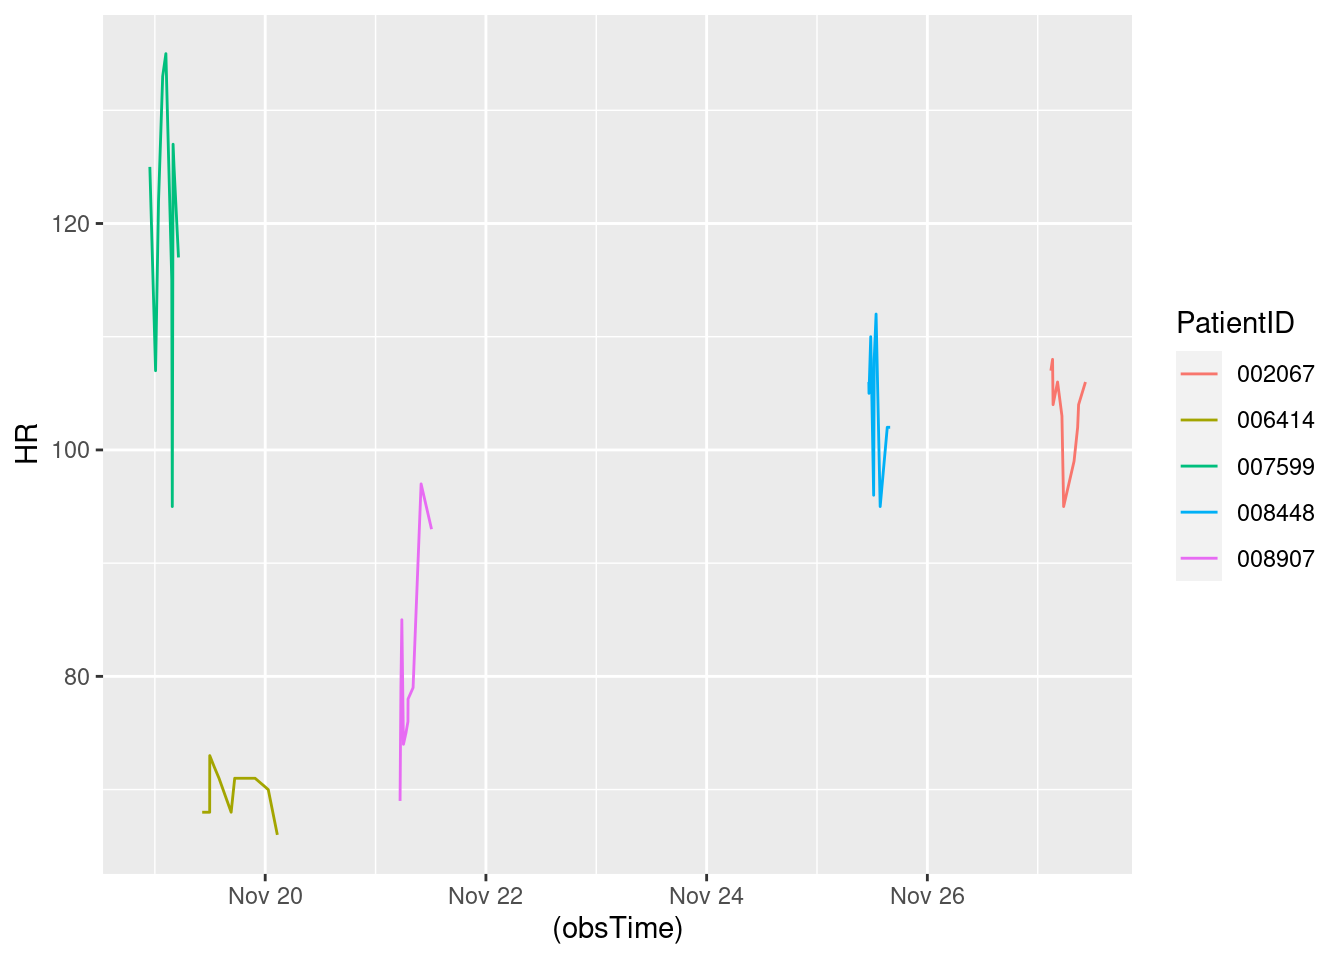 HR
120
100
80
Nov 20
Nov 22
Nov 24
Nov 26
(obsTime)
PatientID
002067
006414
007599
008448
008907